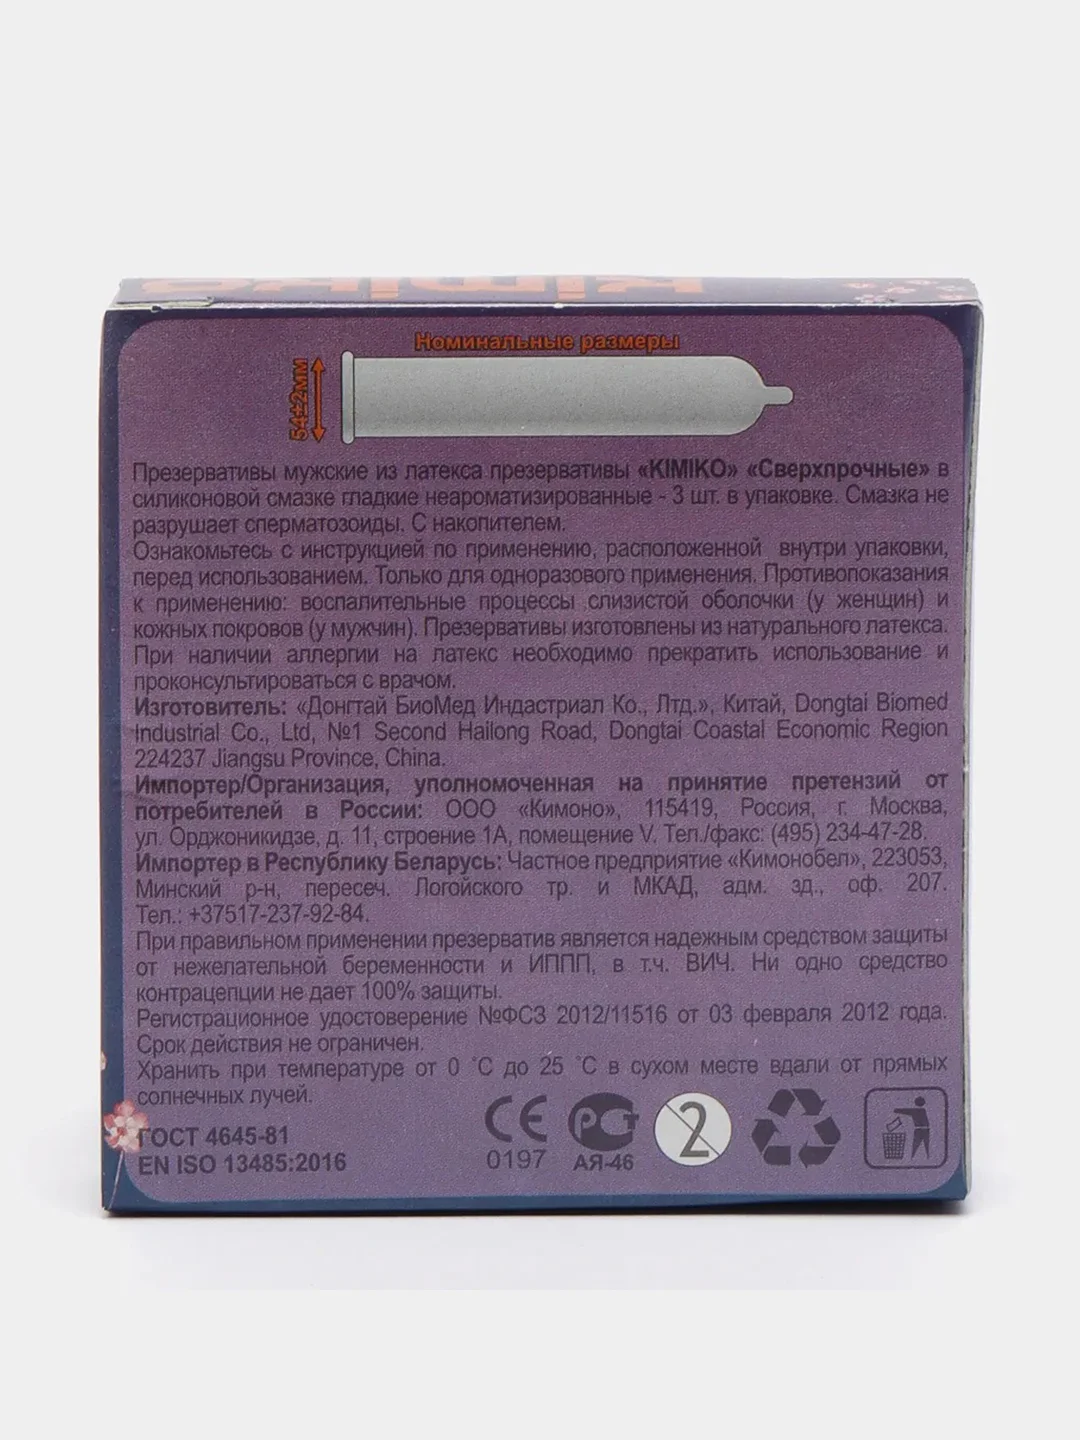 Номинальные размеры
54±2мм
Презервативы мужские из латекса презервативы «KIMIKO» «Сверхпрочные» в
силиконовой смазке гладкие неароматизированные - 3 шт. в упаковке. Смазка не
разрушает сперматозоиды. С накопителем.
Ознакомьтесь с инструкцией по применению, расположенной внутри упаковки,
перед использованием. Только для одноразового применения. Противопоказания
к применению: воспалительные процессы слизистой оболочки (у женщин) и
кожных покровов (у мужчин). Презервативы изготовлены из натурального латекса.
При наличии аллергии на латекс необходимо прекратить использование и
проконсультироваться с врачом.
Изготовитель: «Донгтай БиоМед Индастриал Ко., Лтд.», Китай, Dongtai Biomed
Industrial Co., Ltd, №1 Second Hailong Road, Dongtai Coastal Economic Region
224237 Jiangsu Province, China.
Импортер/Организация, уполномоченная на принятие претензий от
потребителей в России: ООО «Кимоно», 115419, Россия, г. Москва,
ул. Орджоникидзе, д. 11, строение 1А, помещение V. Тел./факс: (495) 234-47-28.
Импортер в Республику Беларусь: Частное предприятие «Кимонобел», 223053,
Минский р-н, пересеч. Логойского тр. и МКАД, адм. зд., оф. 207.
Тел.: +37517-237-92-84.
При правильном применении презерватив является надежным средством защиты
от нежелательной беременности и ИППП, в т.ч. ВИЧ. Ни одно средство
контрацепции не дает 100% защиты.
Регистрационное удостоверение №ФСЗ 2012/11516 от 03 февраля 2012 года.
Срок действия не ограничен.
Хранить при температуре от 0 °С до 25 °С в сухом месте вдали от прямых
солнечных лучей.
ГОСТ 4645-81
EN ISO 13485:2016
CE
0197
РСТ
АЯ-46
2